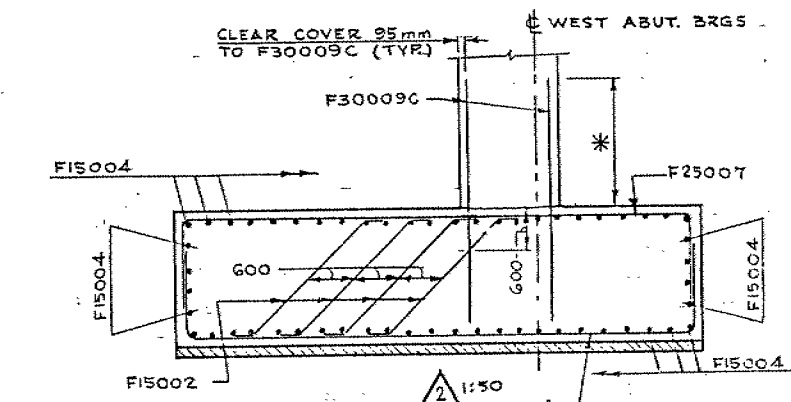 CLEAR COVER 95mm
TO F30009C (TYP.)
℄ WEST ABUT. BRGS
F30009C
F15004
*
F25007
F15004
600
600
F15004
F15002
2
1:50
F15004